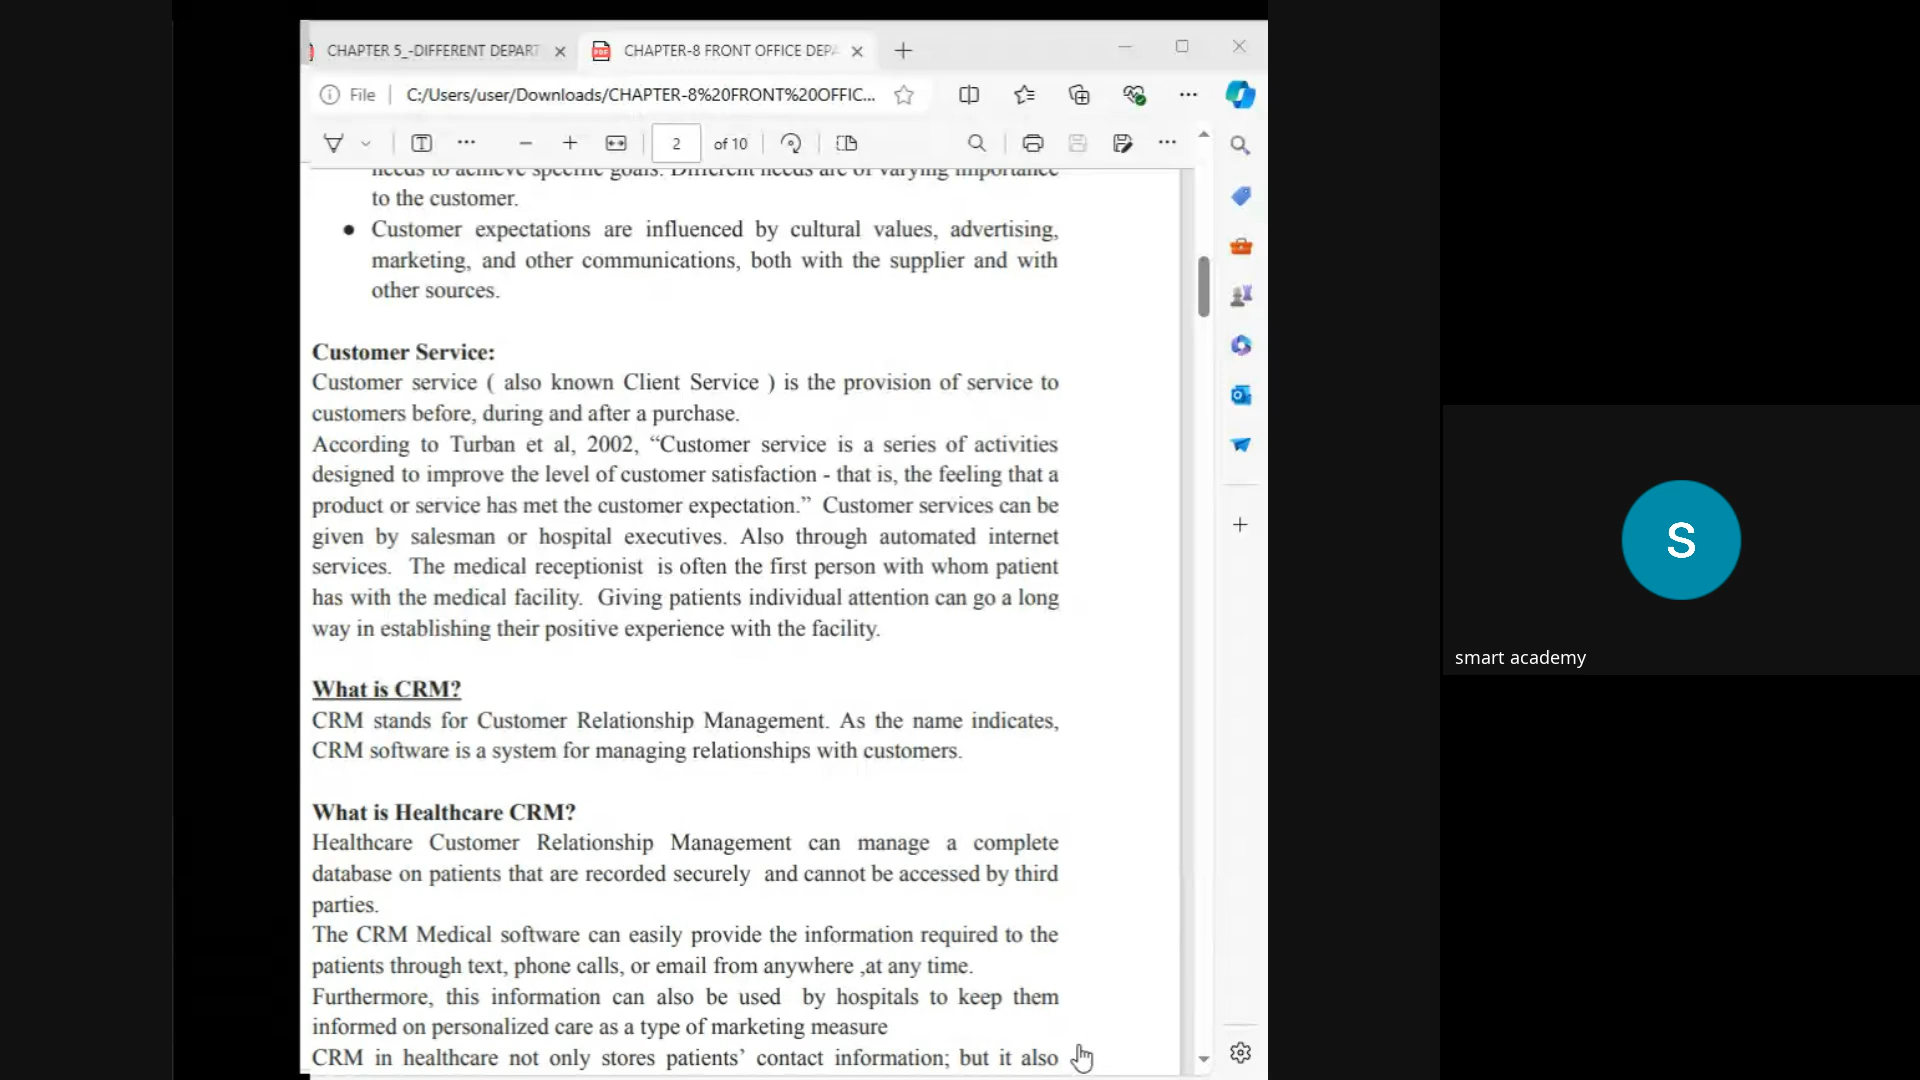 CHAPTER 5_-DIFFERENT DEPART
CHAPTER-8 FRONT OFFICE DEPA
File
C:/Users/user/Downloads/CHAPTER-8%20FRONT%20OFFIC...
2 of 10
needs to achieve specific goals. Different needs are of varying importance
to the customer.
● Customer expectations are influenced by cultural values, advertising,
marketing, and other communications, both with the supplier and with
other sources.
Customer Service:
Customer service ( also known Client Service ) is the provision of service to
customers before, during and after a purchase.
According to Turban et al, 2002, “Customer service is a series of activities
designed to improve the level of customer satisfaction - that is, the feeling that a
product or service has met the customer expectation.” Customer services can be
given by salesman or hospital executives. Also through automated internet
services. The medical receptionist is often the first person with whom patient
has with the medical facility. Giving patients individual attention can go a long
way in establishing their positive experience with the facility.
What is CRM?
CRM stands for Customer Relationship Management. As the name indicates,
CRM software is a system for managing relationships with customers.
What is Healthcare CRM?
Healthcare Customer Relationship Management can manage a complete
database on patients that are recorded securely and cannot be accessed by third
parties.
The CRM Medical software can easily provide the information required to the
patients through text, phone calls, or email from anywhere ,at any time.
Furthermore, this information can also be used by hospitals to keep them
informed on personalized care as a type of marketing measure
CRM in healthcare not only stores patients’ contact information; but it also
S
smart academy